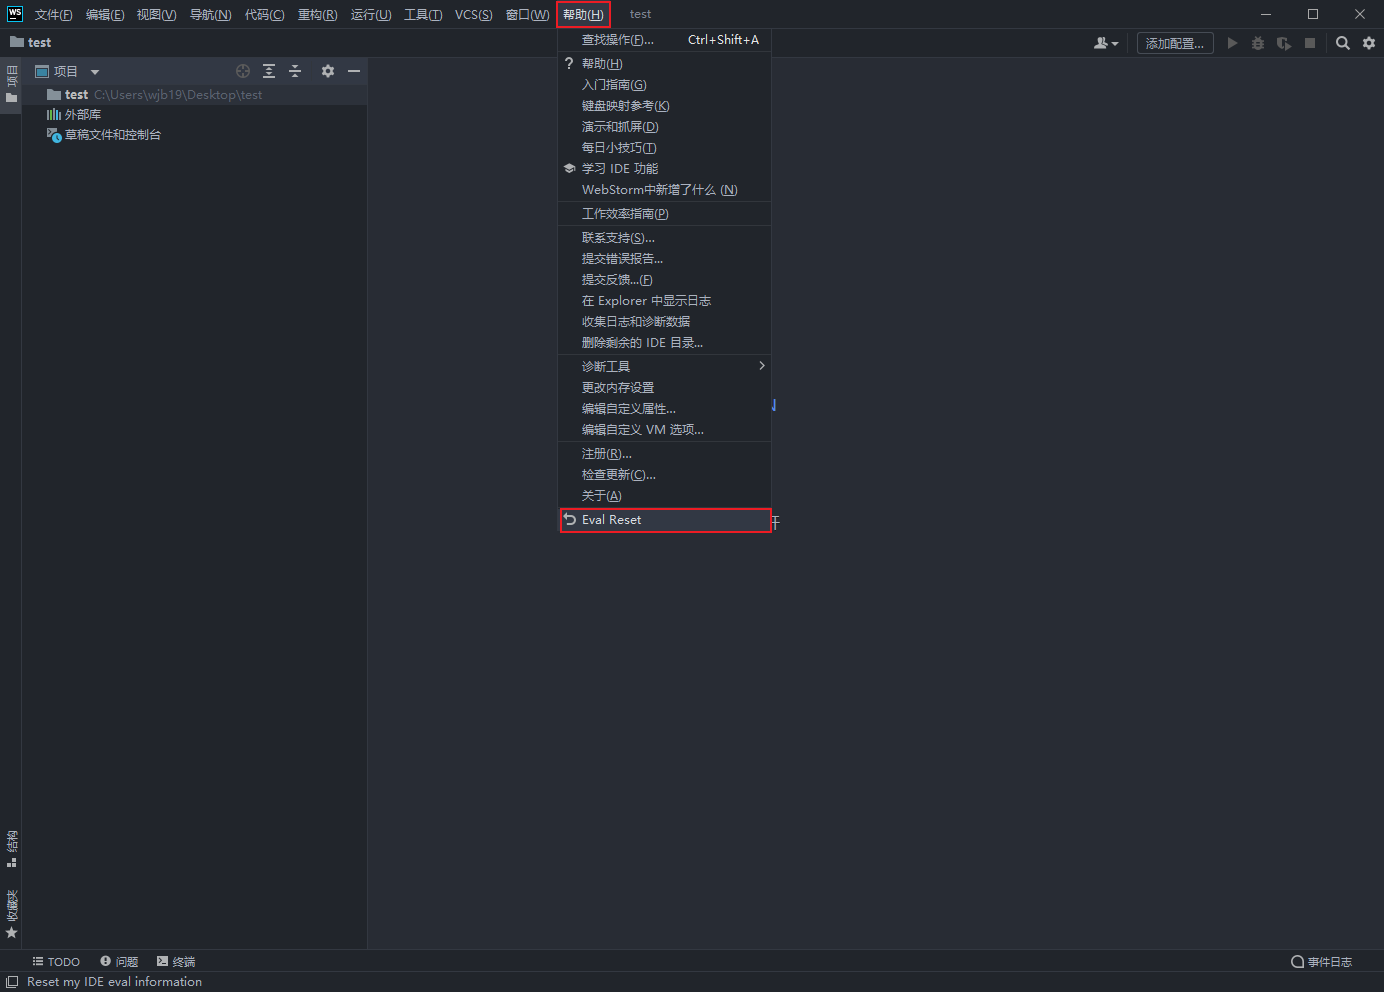 WS 文件(F) 编辑(E) 视图(V) 导航(N) 代码(C) 重构(R) 运行(U) 工具(T) VCS(S) 窗口(W) 帮助(H) test
test
添加配置...
项目
项目
test C:\Users\wjb19\Desktop\test
外部库
草稿文件和控制台
查找操作(F)... Ctrl+Shift+A
帮助(H)
入门指南(G)
键盘映射参考(K)
演示和抓屏(D)
每日小技巧(T)
学习 IDE 功能
WebStorm中新增了什么 (N)
工作效率指南(P)
联系支持(S)...
提交错误报告...
提交反馈...(F)
在 Explorer 中显示日志
收集日志和诊断数据
删除剩余的 IDE 目录...
诊断工具
更改内存设置
编辑自定义属性...
编辑自定义 VM 选项...
注册(R)...
检查更新(C)...
关于(A)
Eval Reset
结构
收藏夹
TODO 问题 终端 事件日志
Reset my IDE eval information